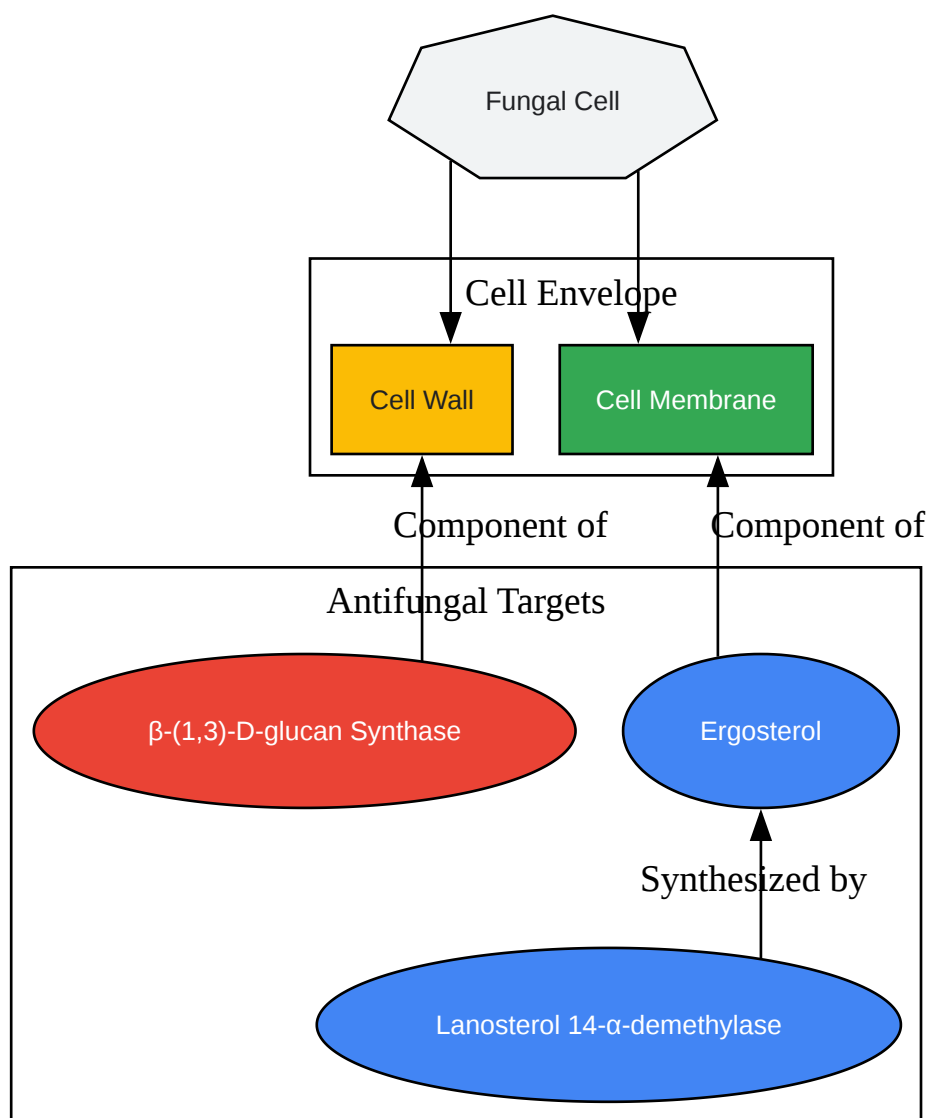 Fungal Cell
Cell Envelope
Cell Wall
Cell Membrane
Component of
Component of
Antifungal Targets
β-(1,3)-D-glucan Synthase
Ergosterol
Synthesized by
Lanosterol 14-α-demethylase